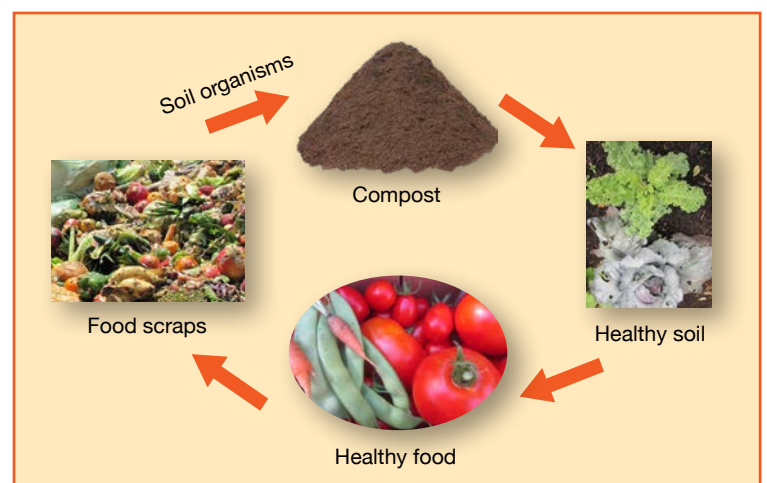 Soil organisms
Compost
Food scraps
Healthy soil
Healthy food